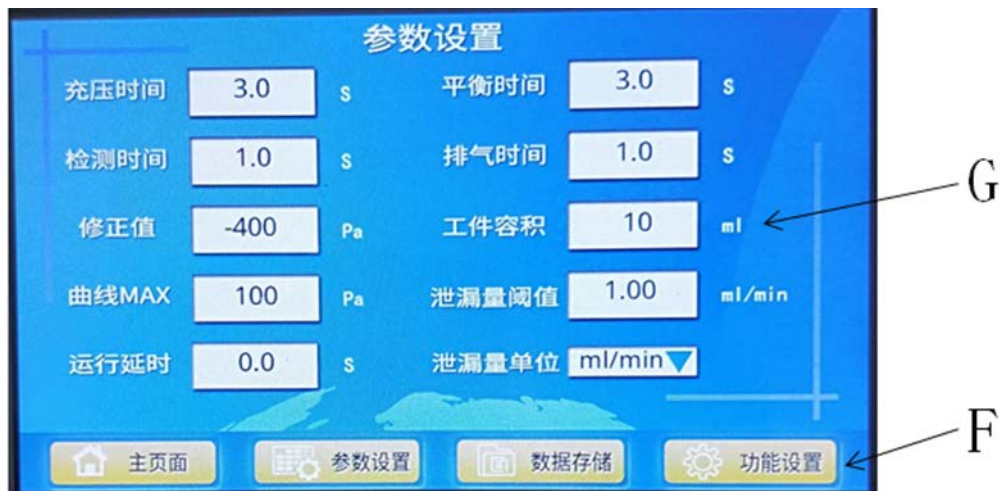 参数设置
充压时间 3.0 S 平衡时间 3.0 S
检测时间 1.0 S 排气时间 1.0 S
修正值 -400 Pa 工件容积 10 ml
G
曲线MAX 100 Pa 泄漏量阈值 1.00 ml/min
运行延时 0.0 S 泄漏量单位 ml/min
F
主页面 参数设置 数据存储 功能设置